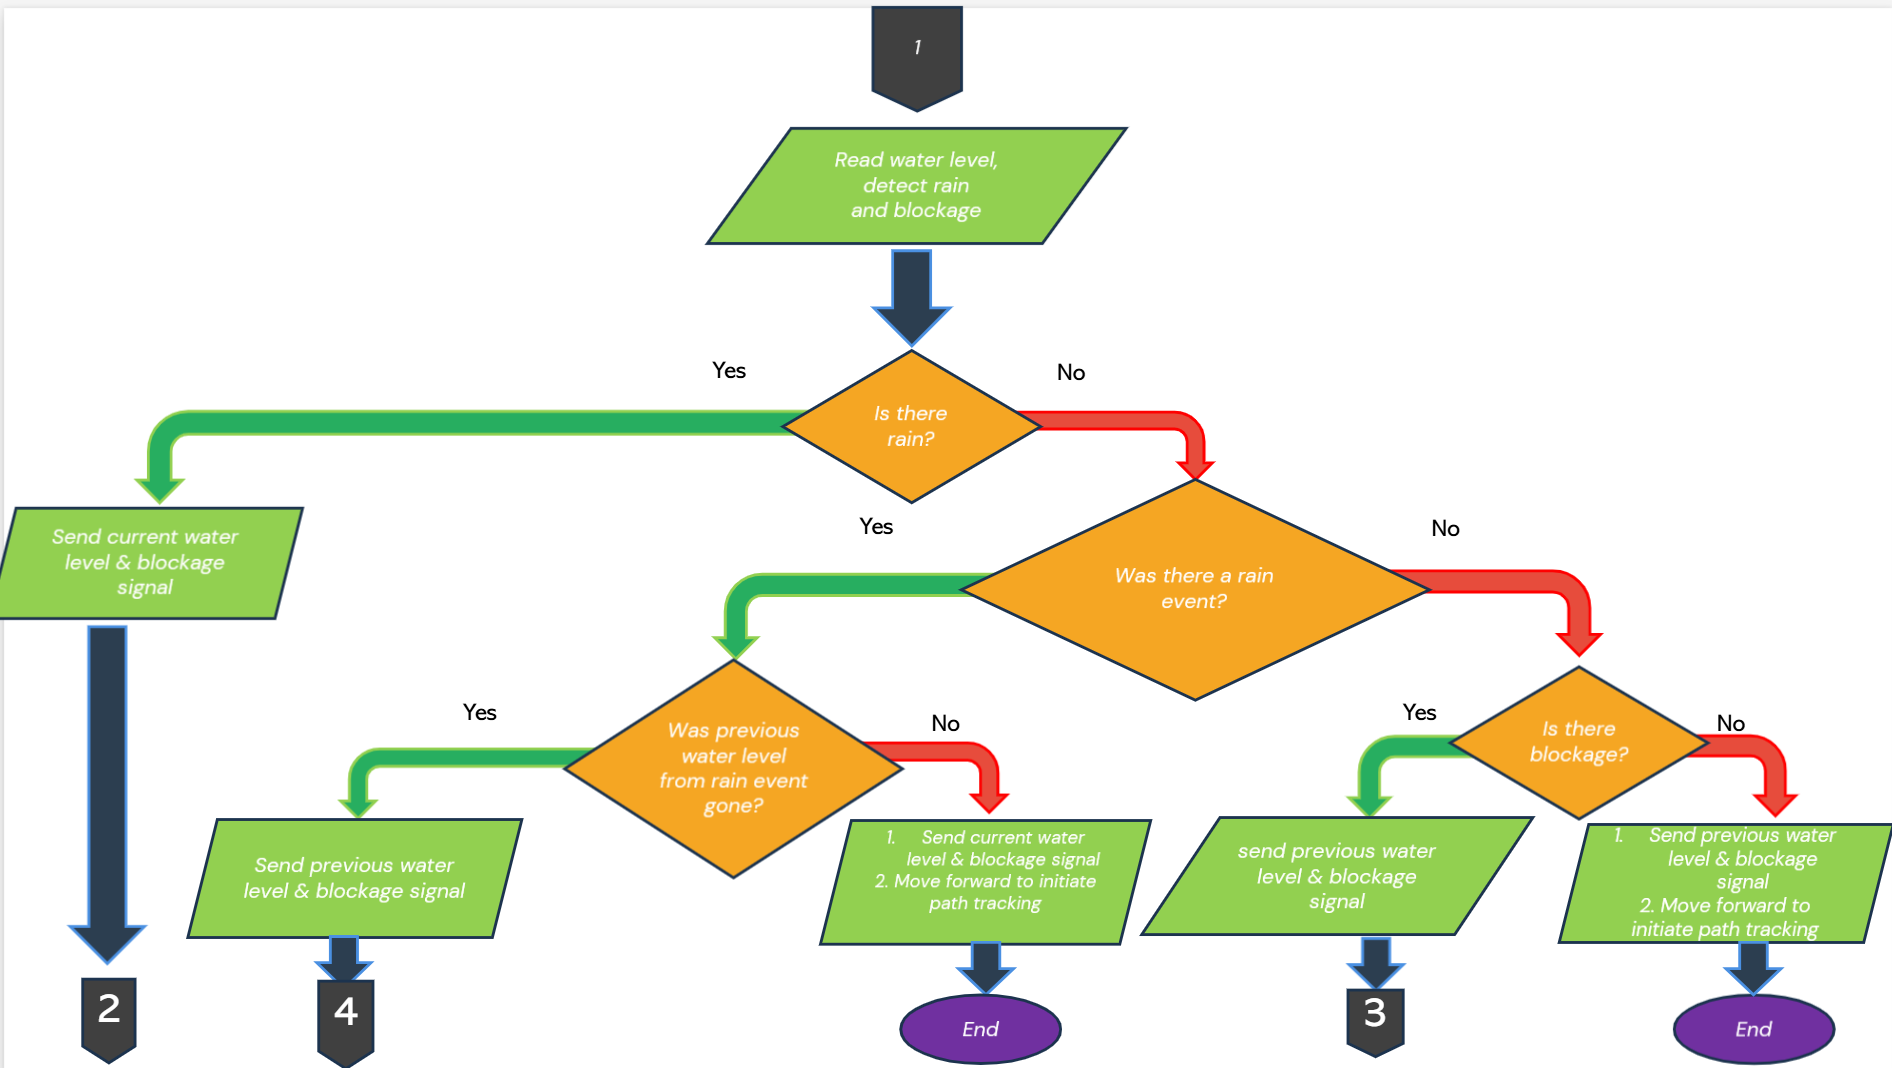 1
Read water level,
detect rain
and blockage
Yes
No
Is there
rain?
Send current water
level & blockage
signal
Yes
No
Was there a rain
event?
Yes
No
Was previous
water level
from rain event
gone?
Yes
No
Is there
blockage?
Send previous water
level & blockage signal
1. Send current water
level & blockage signal
2. Move forward to initiate
path tracking
send previous water
level & blockage
signal
1. Send previous water
level & blockage
signal
2. Move forward to
initiate path tracking
2
4
End
3
End